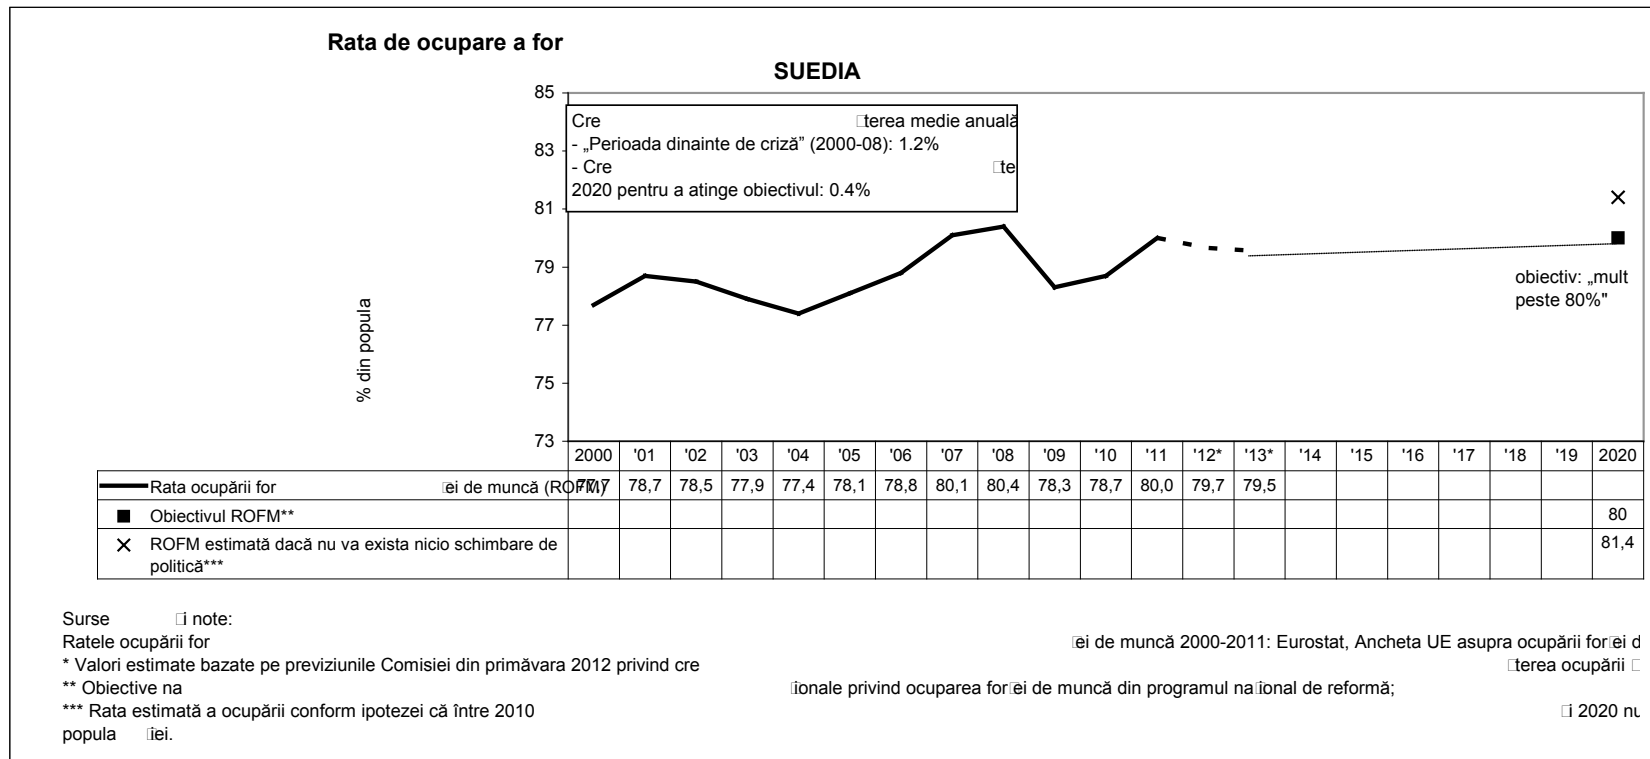 Rata de ocupare a for
SUEDIA
85
83
81
79
77
75
73
% din popula
Cre terea medie anuală
- „Perioada dinainte de criză” (2000-08): 1.2%
- Cre te
2020 pentru a atinge obiectivul: 0.4%
obiectiv: „mult
peste 80%"
2000 '01 '02 '03 '04 '05 '06 '07 '08 '09 '10 '11 '12* '13* '14 '15 '16 '17 '18 '19 2020
Rata ocupării for ei de muncă (ROFM) 77,7 78,7 78,5 77,9 77,4 78,1 78,8 80,1 80,4 78,3 78,7 80,0 79,7 79,5
Obiectivul ROFM** 80
ROFM estimată dacă nu va exista nicio schimbare de
politică*** 81,4
Surse i note:
Ratele ocupării for ei de muncă 2000-2011: Eurostat, Ancheta UE asupra ocupării for ei d
* Valori estimate bazate pe previziunile Comisiei din primăvara 2012 privind cre terea ocupării
** Obiective na ionale privind ocuparea for ei de muncă din programul na ional de reformă;
*** Rata estimată a ocupării conform ipotezei că între 2010 i 2020 nu
popula iei.